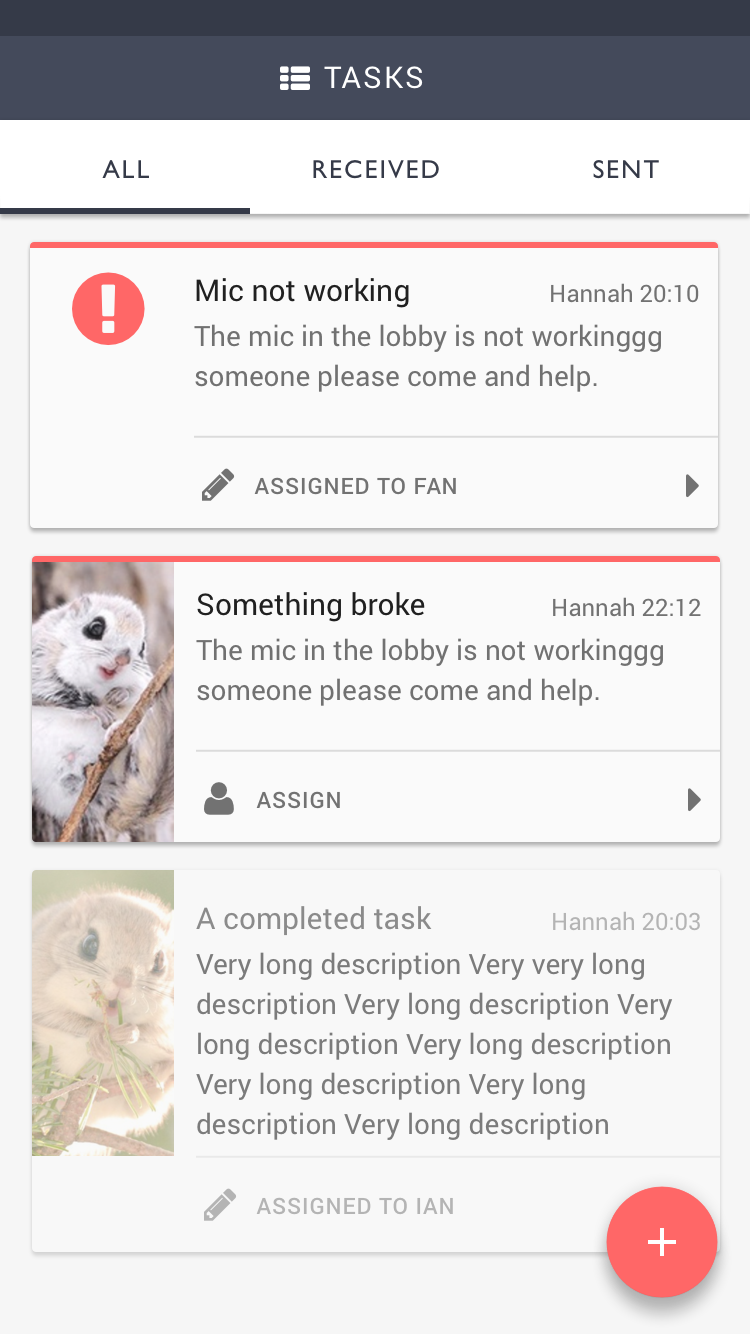 TASKS
ALL RECEIVED SENT
Mic not working Hannah 20:10
The mic in the lobby is not workinggg
someone please come and help.
ASSIGNED TO FAN
Something broke Hannah 22:12
The mic in the lobby is not workinggg
someone please come and help.
ASSIGN
A completed task Hannah 20:03
Very long description Very very long
description Very long description Very
long description Very long description
Very long description Very long
description Very long description
ASSIGNED TO IAN